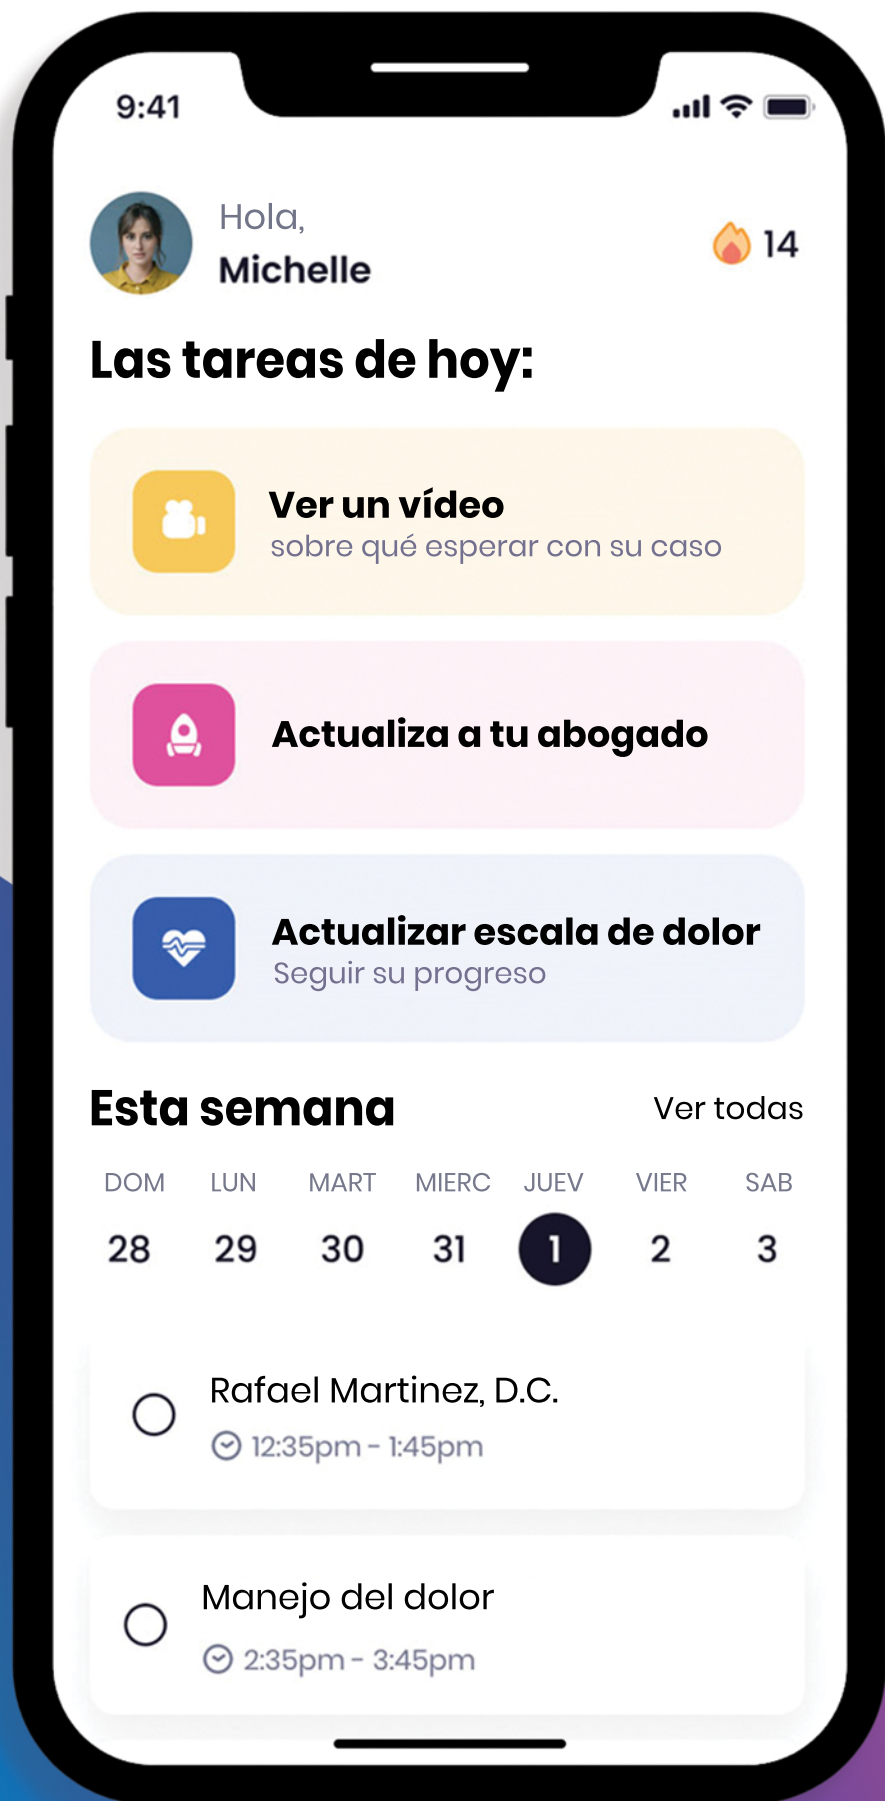 9:41
Hola,
Michelle
14
Las tareas de hoy:
Ver un vídeo
sobre qué esperar con su caso
Actualiza a tu abogado
Actualizar escala de dolor
Seguir su progreso
Esta semana
Ver todas
DOM LUN MART MIERC JUEV VIER SAB
28 29 30 31 1 2 3
Rafael Martinez, D.C.
12:35pm - 1:45pm
Manejo del dolor
2:35pm - 3:45pm